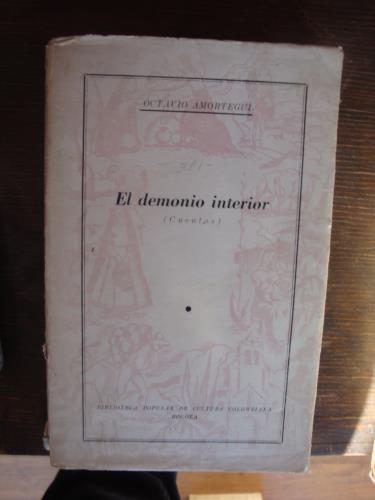 OCTAVIO AMORTEGUI
El demonio interior
(Cuentos)
BIBLIOTECA POPULAR DE CULTURA COLOMBIANA
BOGOTA